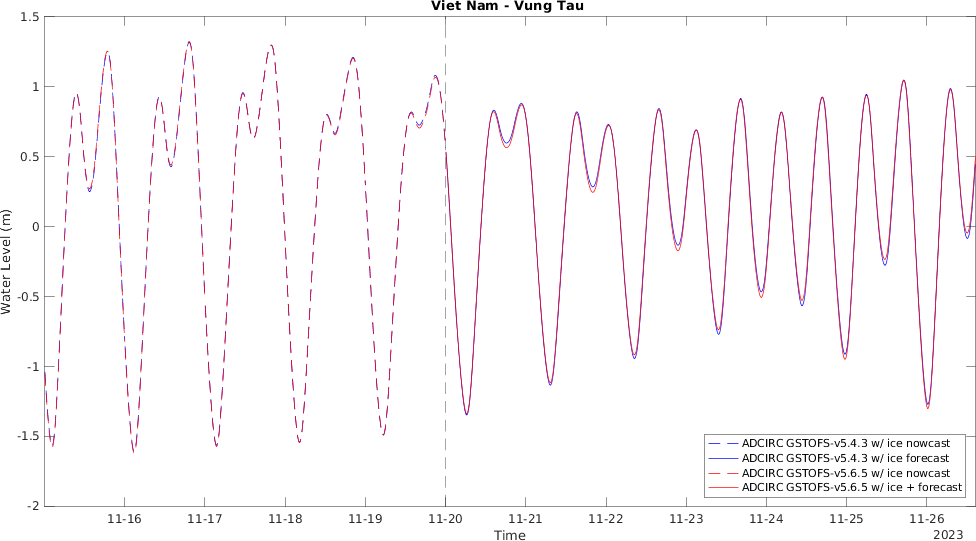 Viet Nam - Vung Tau
1.5
1
0.5
0
-0.5
-1
-1.5
-2
Water Level (m)
ADCIRC GSTOFS-v5.4.3 w/ ice nowcast
ADCIRC GSTOFS-v5.4.3 w/ ice forecast
ADCIRC GSTOFS-v5.6.5 w/ ice nowcast
ADCIRC GSTOFS-v5.6.5 w/ ice + forecast
11-16 11-17 11-18 11-19 11-20 11-21 11-22 11-23 11-24 11-25 11-26
Time
2023